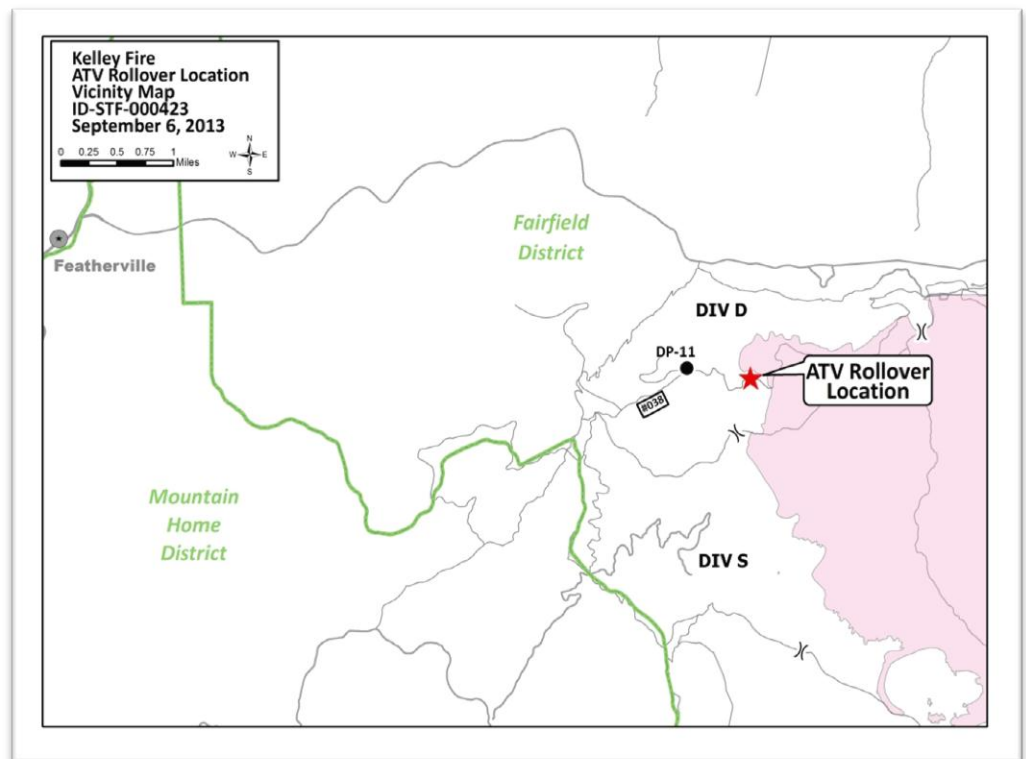 Kelley Fire
ATV Rollover Location
Vicinity Map
ID-STF-000423
September 6, 2013
0 0.25 0.5 0.75 1
Miles
N
W E
S
Featherville
Fairfield
District
DIV D
DP-11
ATV Rollover
Location
#038
Mountain
Home
District
DIV S